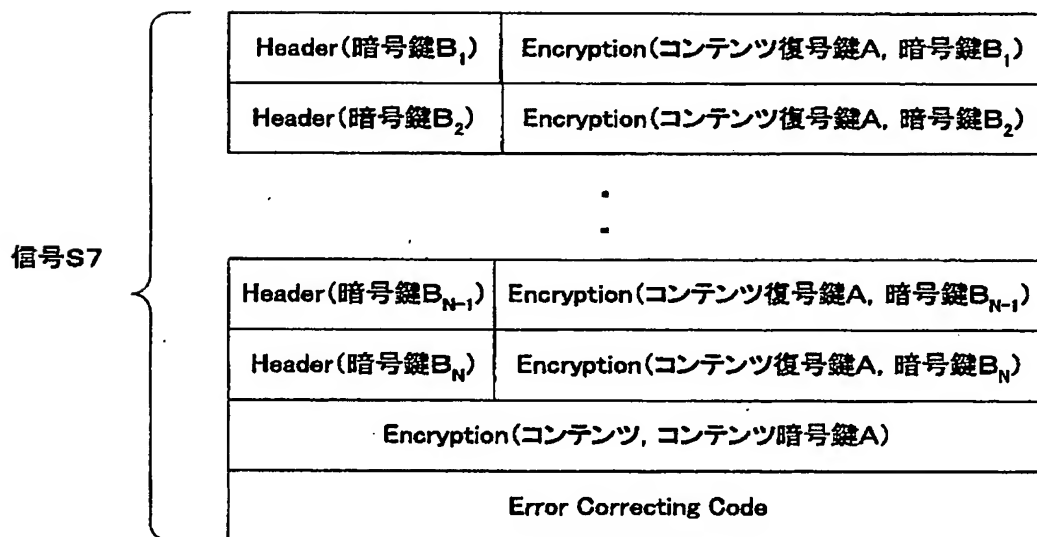 Header(暗号鍵B₁) Encryption(コンテンツ復号鍵A, 暗号鍵B₁)
Header(暗号鍵B₂) Encryption(コンテンツ復号鍵A, 暗号鍵B₂)
信号S7
Header(暗号鍵B_{N-1}) Encryption(コンテンツ復号鍵A, 暗号鍵B_{N-1})
Header(暗号鍵B_N) Encryption(コンテンツ復号鍵A, 暗号鍵B_N)
Encryption(コンテンツ, コンテンツ暗号鍵A)
Error Correcting Code